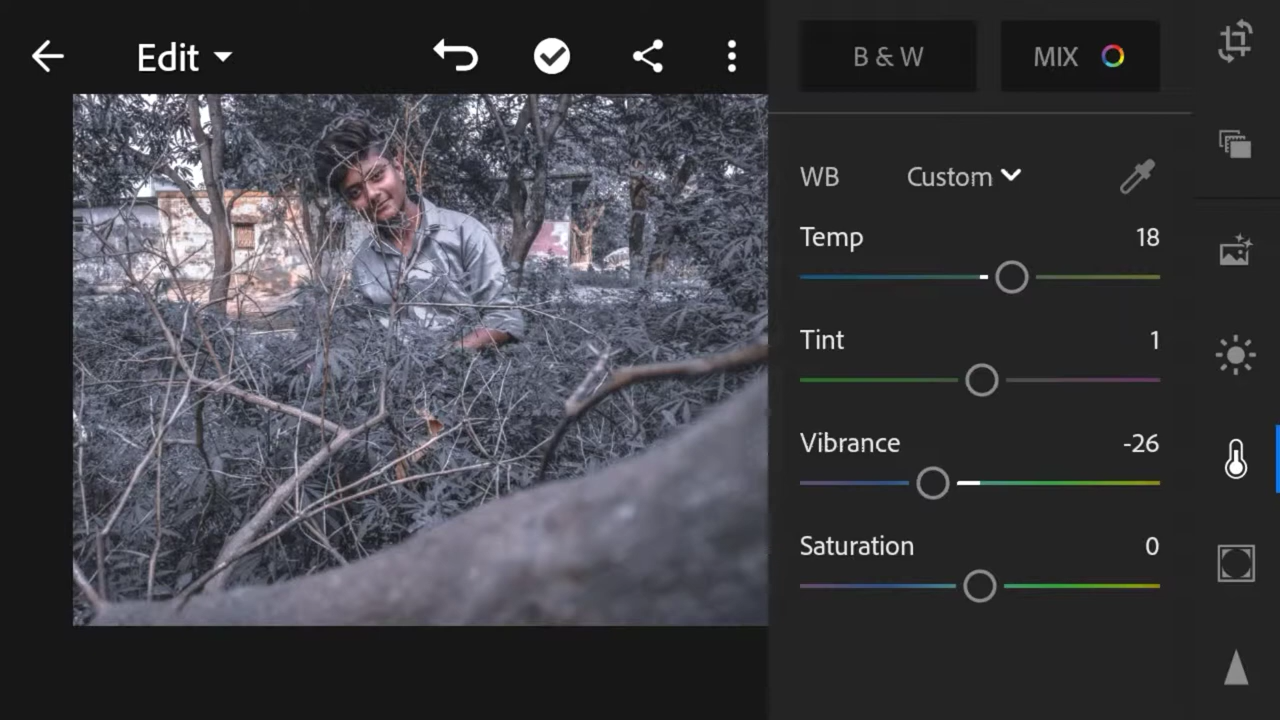 Edit
B & W
MIX
WB
Custom
Temp
18
Tint
1
Vibrance
-26
Saturation
0